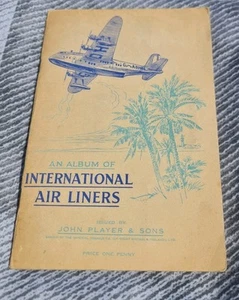 AN ALBUM OF
INTERNATIONAL
AIR LINERS
ISSUED BY
JOHN PLAYER & SONS
PRICE ONE PENNY